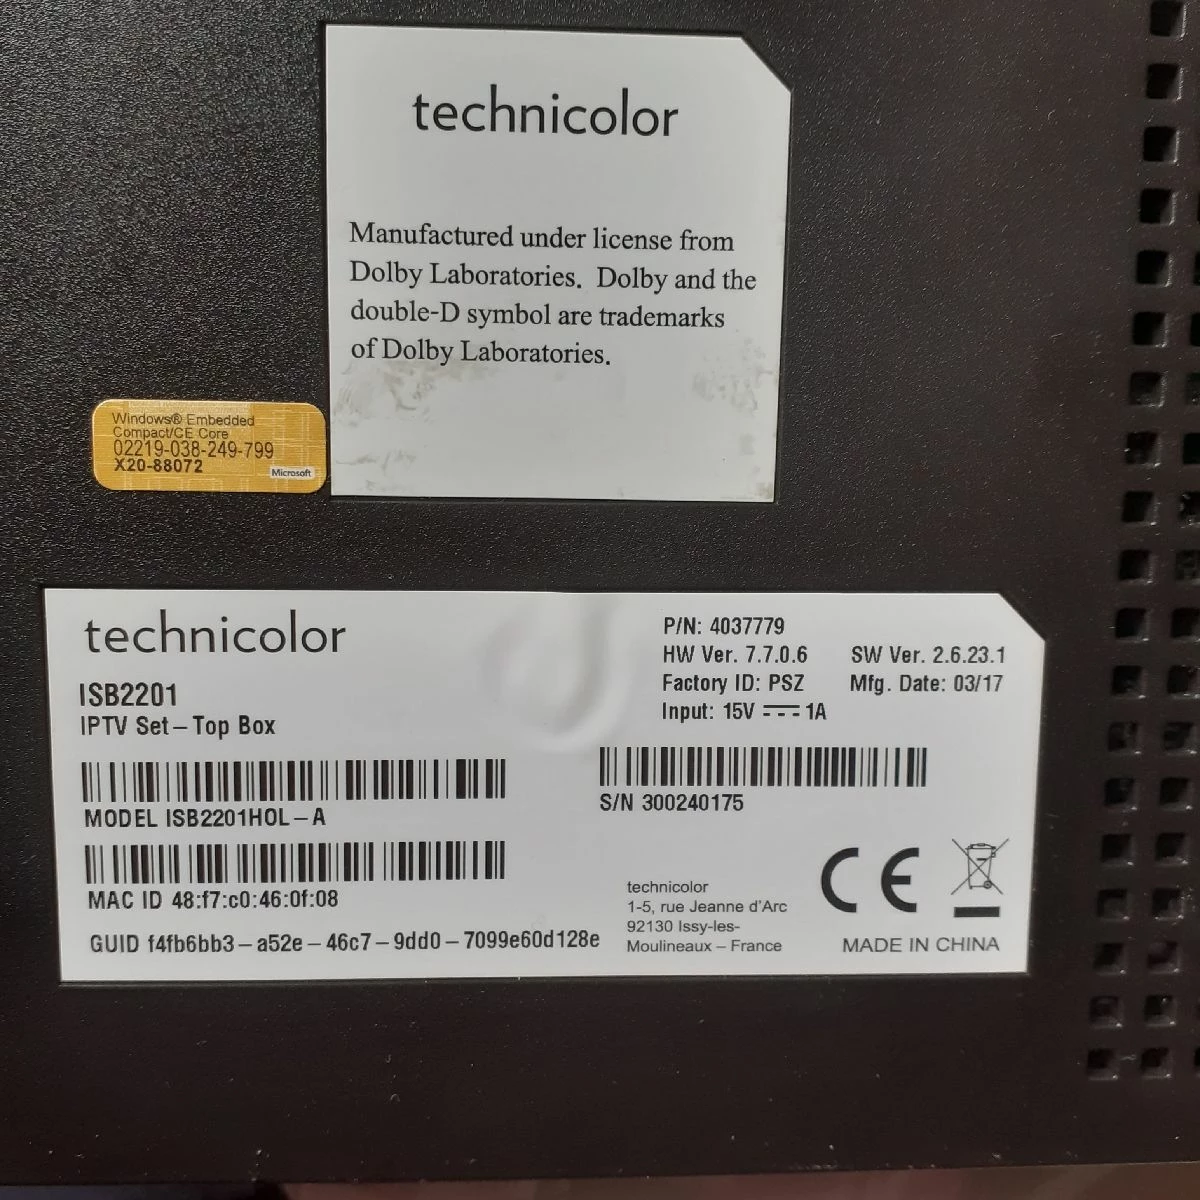 technicolor
Manufactured under license from
Dolby Laboratories. Dolby and the
double-D symbol are trademarks
of Dolby Laboratories.
Windows® Embedded
Compact/CE Core
02219-038-249-799
X20-88072
Microsoft
technicolor
ISB2201
IPTV Set-Top Box
MODEL ISB2201HOL-A
MAC ID 48:f7:c0:46:0f:08
GUID f4fb6bb3-a52e-46c7-9dd0-7099e60d128e
P/N: 4037779
HW Ver. 7.7.0.6 SW Ver. 2.6.23.1
Factory ID: PSZ Mfg. Date: 03/17
Input: 15V ⎓ 1A
S/N 300240175
technicolor
1-5, rue Jeanne d'Arc
92130 Issy-les-
Moulineaux – France
CE
MADE IN CHINA